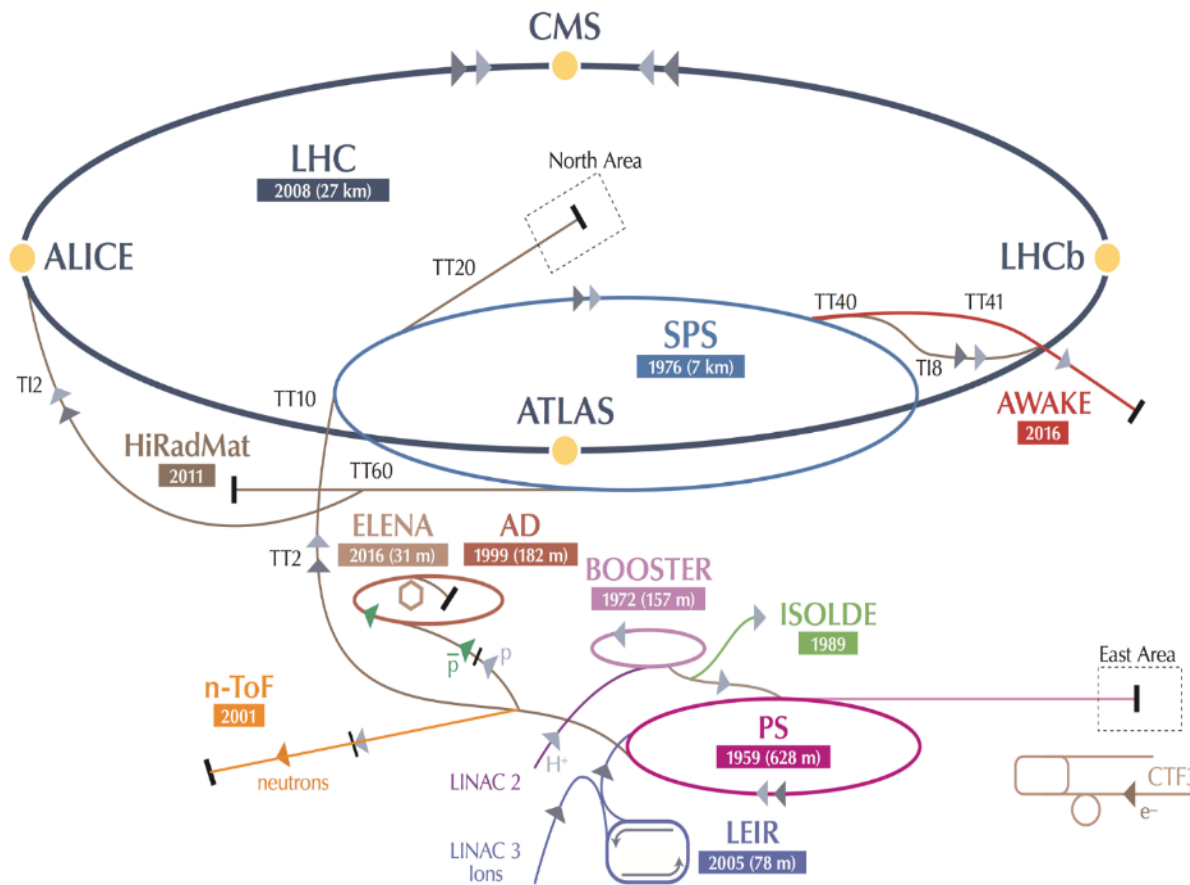 CMS
LHC
2008 (27 km)
North Area
ALICE
LHCb
TT20
TT40
TT41
SPS
1976 (7 km)
TI8
TI2
TT10
ATLAS
AWAKE
2016
HiRadMat
2011
TT60
ELENA
2016 (31 m)
AD
1999 (182 m)
TT2
BOOSTER
1972 (157 m)
ISOLDE
1989
p̅
p
East Area
n-ToF
2001
PS
1959 (628 m)
neutrons
LINAC 2
H⁺
CTF3
e⁻
LEIR
2005 (78 m)
LINAC 3
Ions